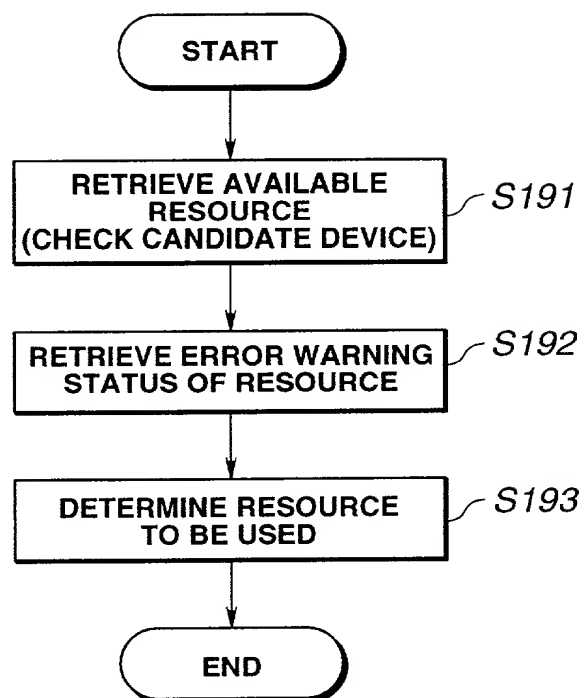 START
RETRIEVE AVAILABLE
RESOURCE
(CHECK CANDIDATE DEVICE)
S191
RETRIEVE ERROR WARNING
STATUS OF RESOURCE
S192
DETERMINE RESOURCE
TO BE USED
S193
END